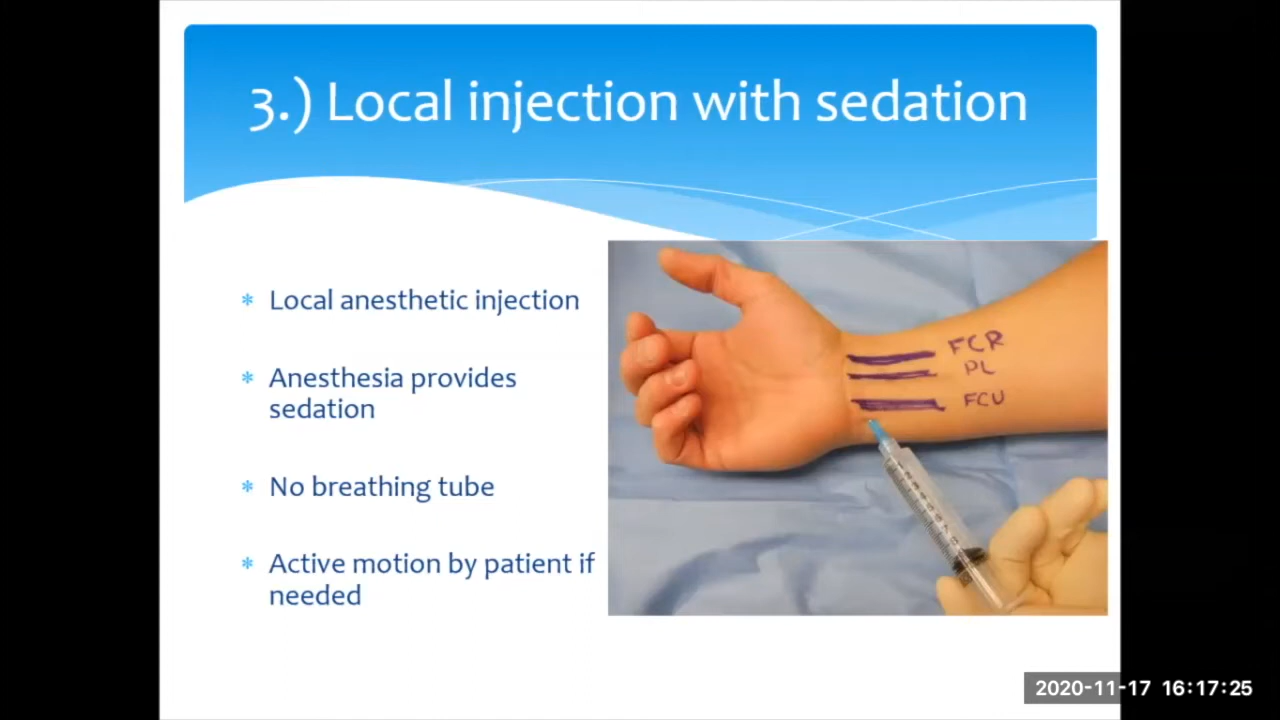 3.) Local injection with sedation
* Local anesthetic injection
* Anesthesia provides
sedation
* No breathing tube
* Active motion by patient if
needed
FCR
PL
FCU
2020-11-17 16:17:25